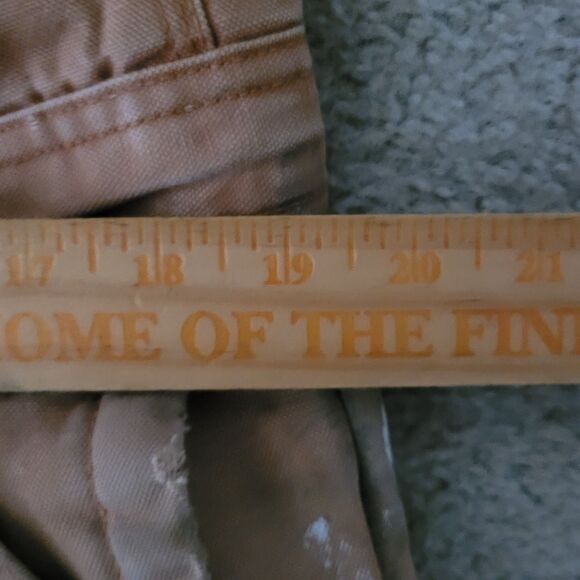 17 18 19 20 21
OME OF THE FIN